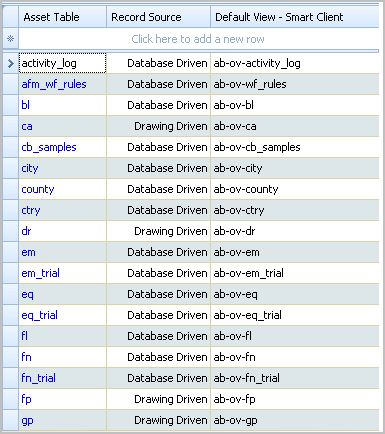 Asset Table Record Source Default View - Smart Client
Click here to add a new row
activity_log Database Driven ab-ov-activity_log
afm_wf_rules Database Driven ab-ov-wf_rules
bl Database Driven ab-ov-bl
ca Drawing Driven ab-ov-ca
cb_samples Database Driven ab-ov-cb_samples
city Database Driven ab-ov-city
county Database Driven ab-ov-county
ctry Database Driven ab-ov-ctry
dr Drawing Driven ab-ov-dr
em Database Driven ab-ov-em
em_trial Database Driven ab-ov-em_trial
eq Database Driven ab-ov-eq
eq_trial Database Driven ab-ov-eq_trial
fl Database Driven ab-ov-fl
fn Database Driven ab-ov-fn
fn_trial Database Driven ab-ov-fn_trial
fp Drawing Driven ab-ov-fp
gp Drawing Driven ab-ov-gp